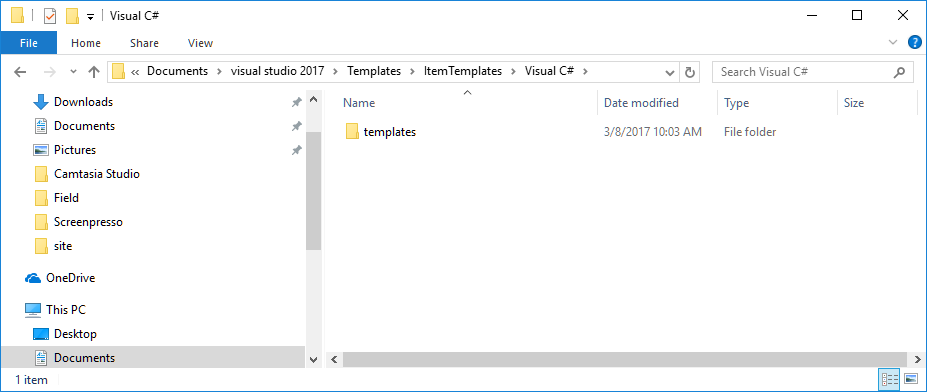 Visual C#
File Home Share View
« Documents › visual studio 2017 › Templates › ItemTemplates › Visual C# › Search Visual C#
Name Date modified Type Size
Downloads
templates 3/8/2017 10:03 AM File folder
Documents
Pictures
Camtasia Studio
Field
Screenpresso
site
OneDrive
This PC
Desktop
Documents
1 item